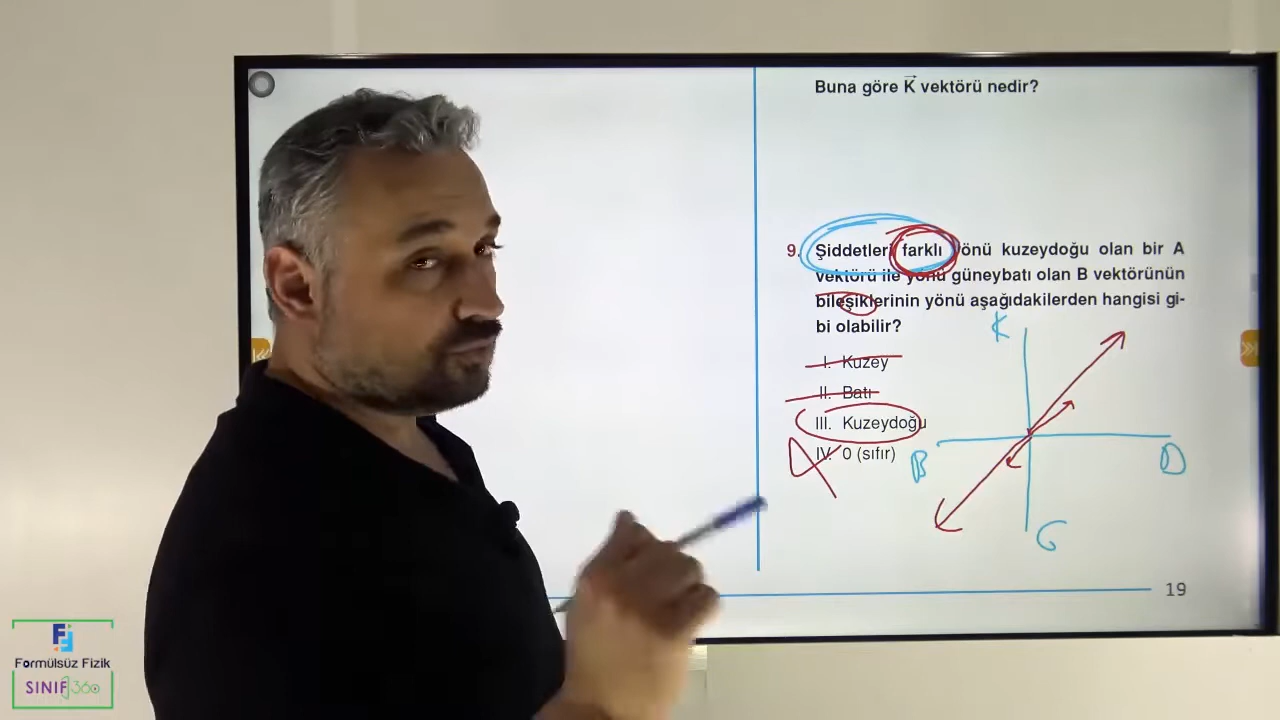 Buna göre K vektörü nedir?
9. Şiddetleri farklı yönü kuzeydoğu olan bir A
vektörü ile yönü güneybatı olan B vektörünün
bileşiklerinin yönü aşağıdakilerden hangisi gi-
bi olabilir?
I. Kuzey
II. Batı
III. Kuzeydoğu
IV. 0 (sıfır)
K
B
D
G
19
Formülsüz Fizik
SINIF 360